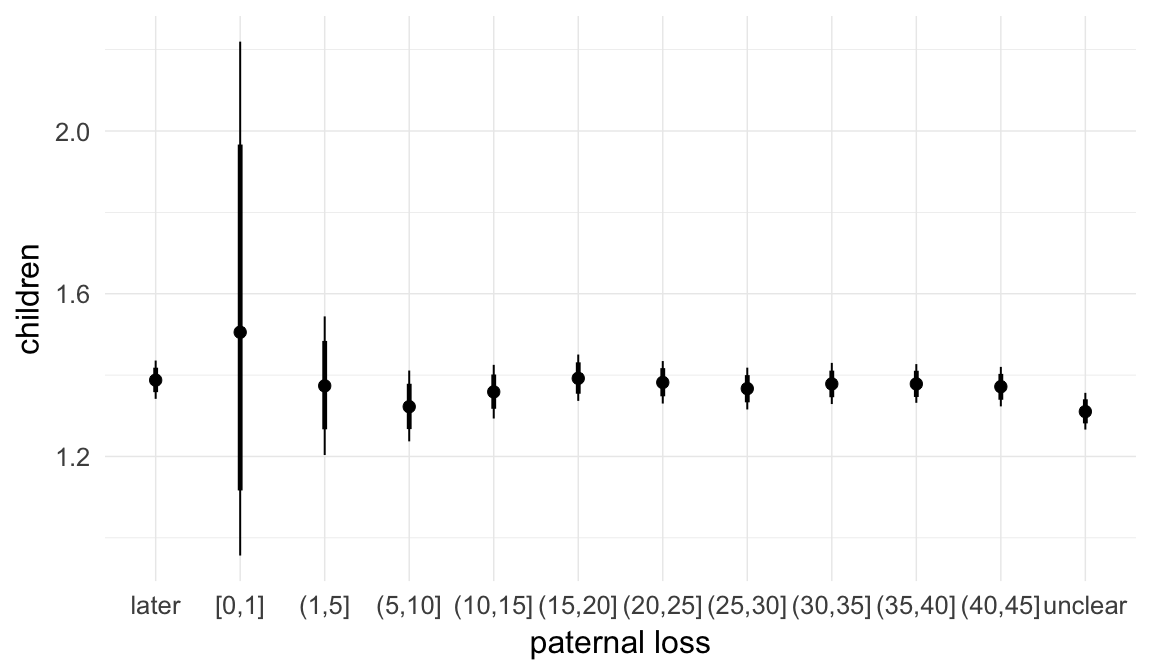 children
2.0
1.6
1.2
later [0,1] (1,5] (5,10] (10,15] (15,20] (20,25] (25,30] (30,35] (35,40] (40,45] unclear
paternal loss